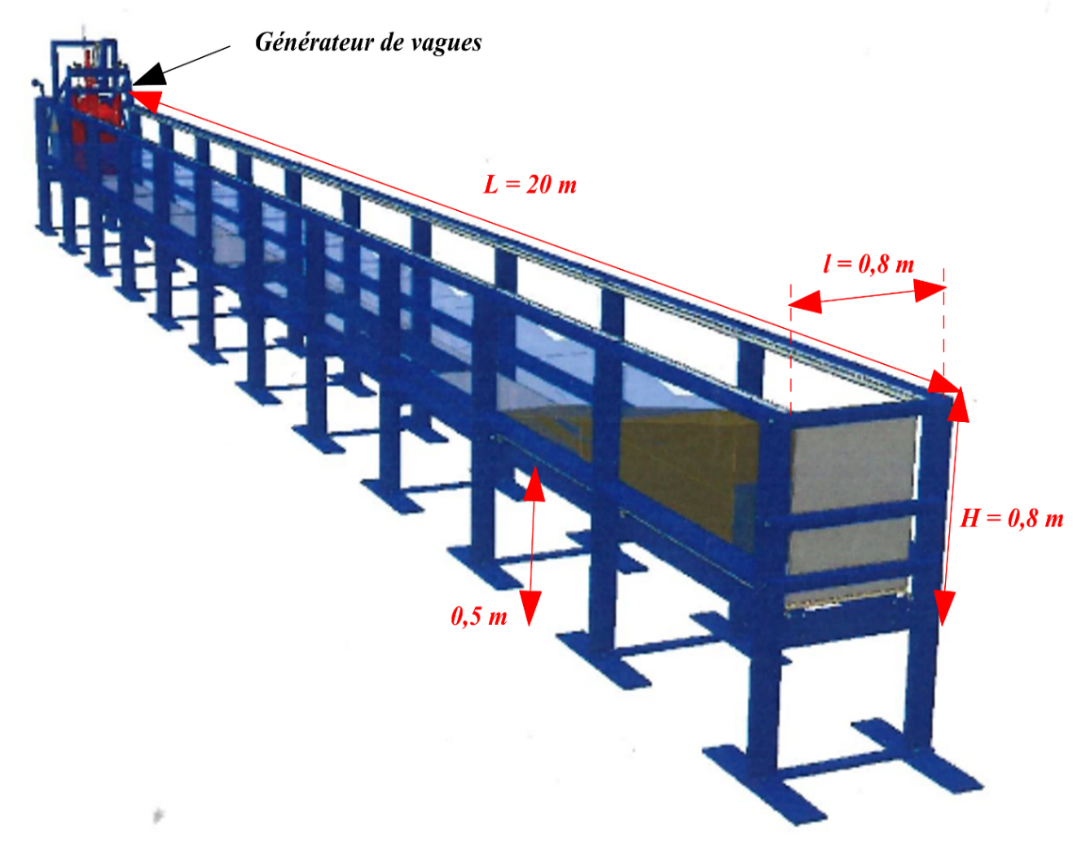 Générateur de vagues
L = 20 m
l = 0,8 m
H = 0,8 m
0,5 m